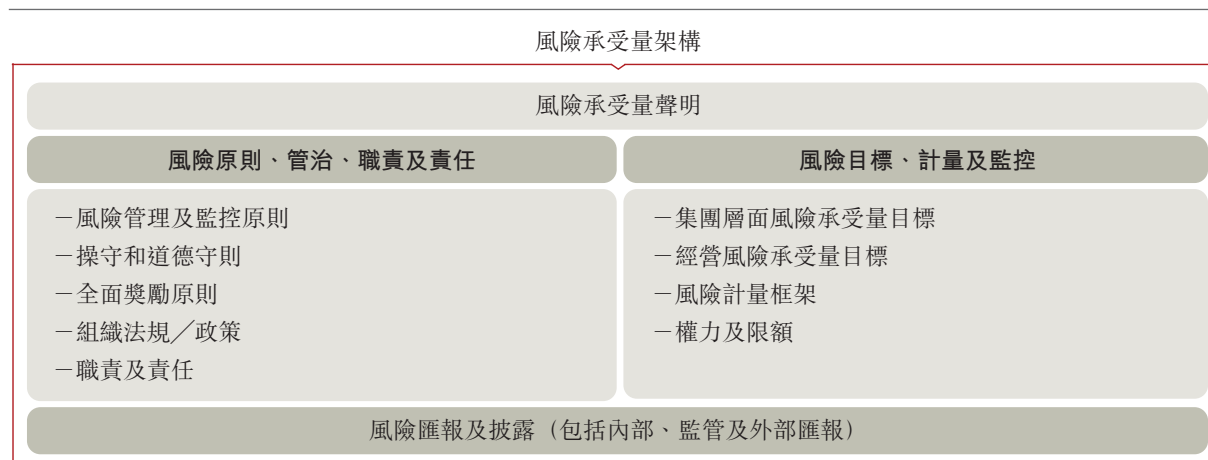 風險承受量架構
風險承受量聲明
風險原則、管治、職責及責任
－風險管理及監控原則
－操守和道德守則
－全面獎勵原則
－組織法規／政策
－職責及責任
風險目標、計量及監控
－集團層面風險承受量目標
－經營風險承受量目標
－風險計量框架
－權力及限額
風險匯報及披露（包括內部、監管及外部匯報）